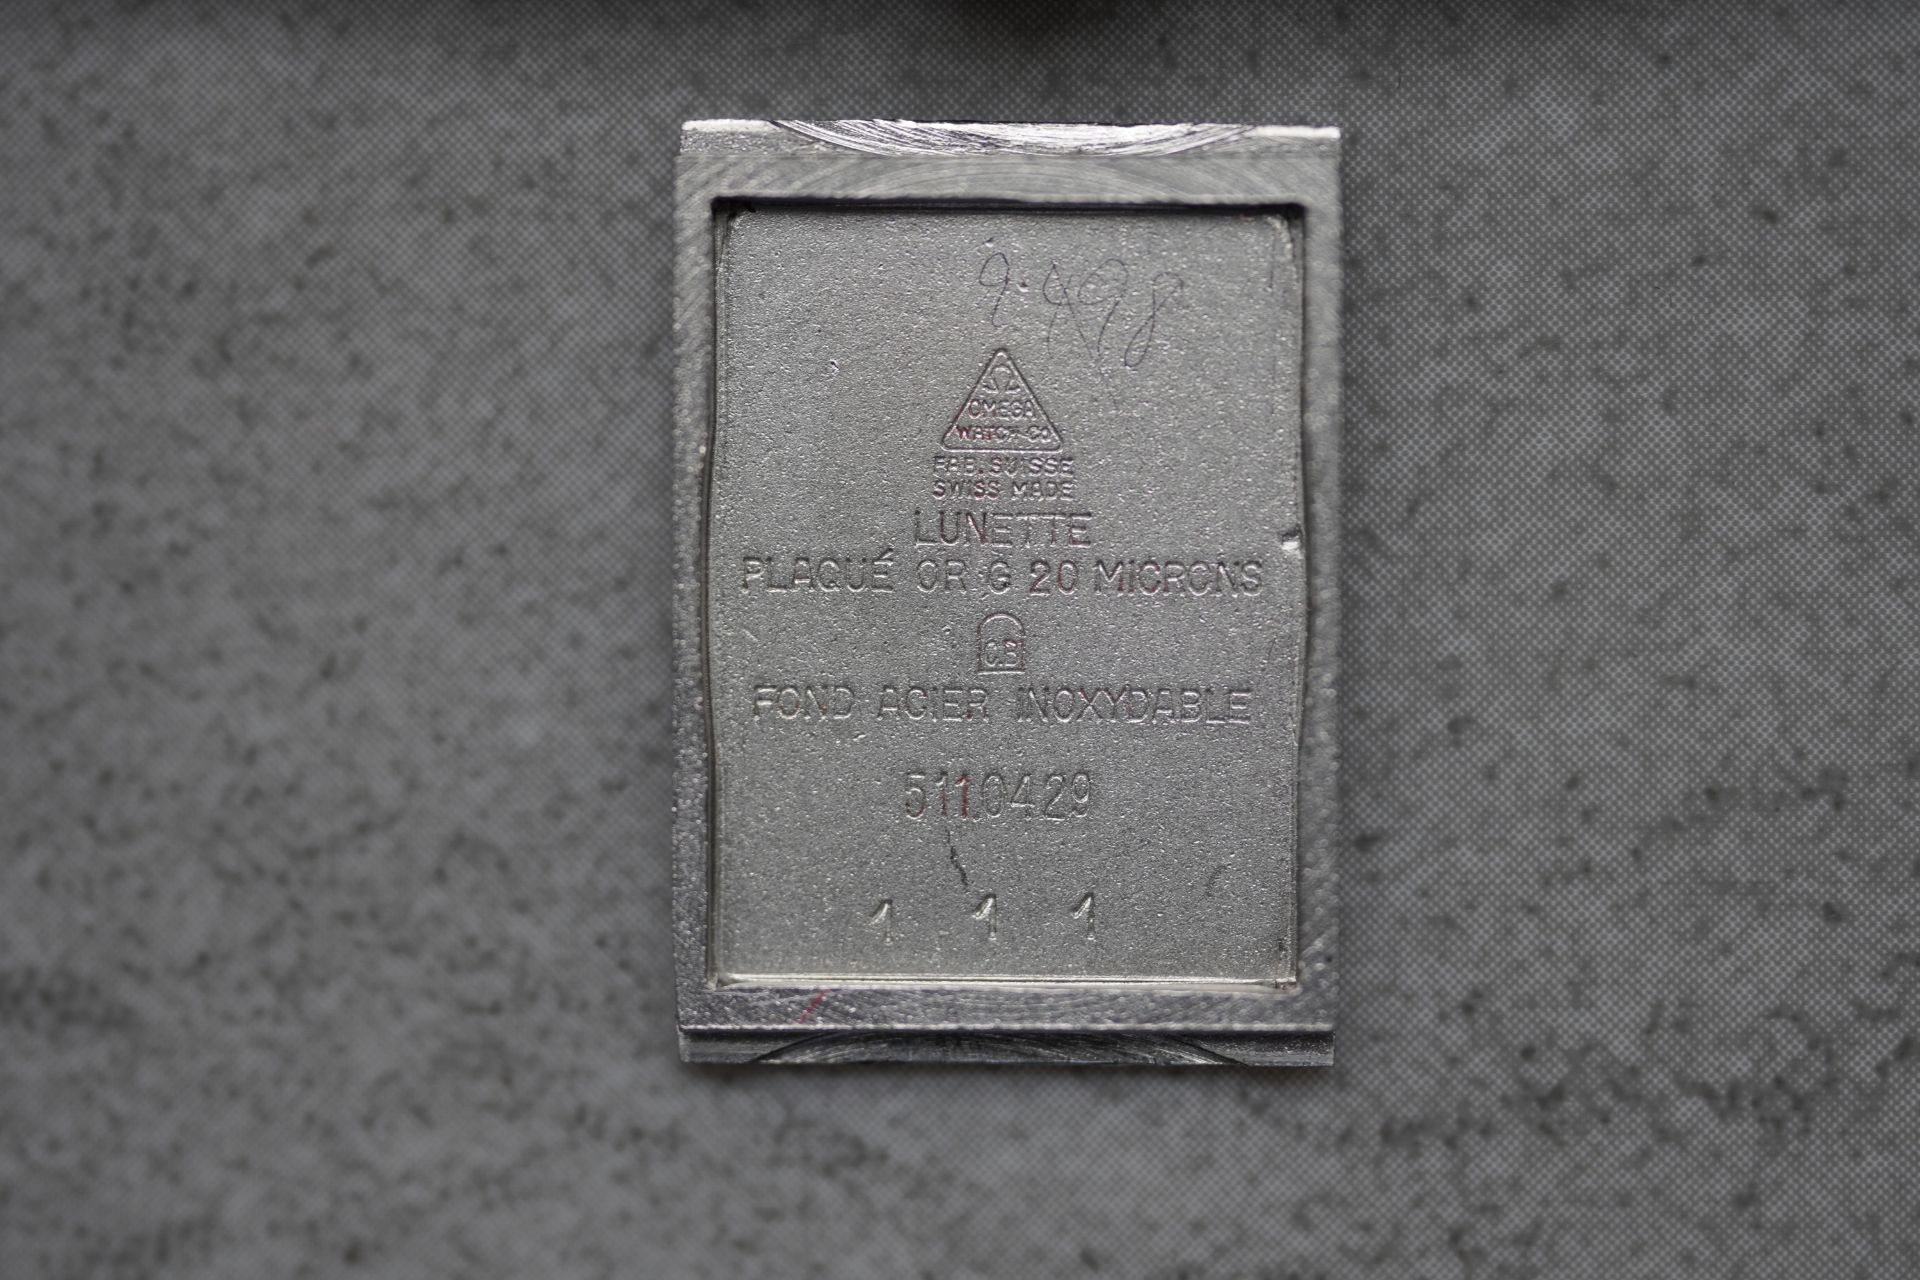 9.498
Ω
OMEGA
WATCH Co
FAB. SUISSE
SWISS MADE
LUNETTE
PLAQUÉ OR G 20 MICRONS
C.B
FOND ACIER INOXYDABLE
5110429
1 1 1